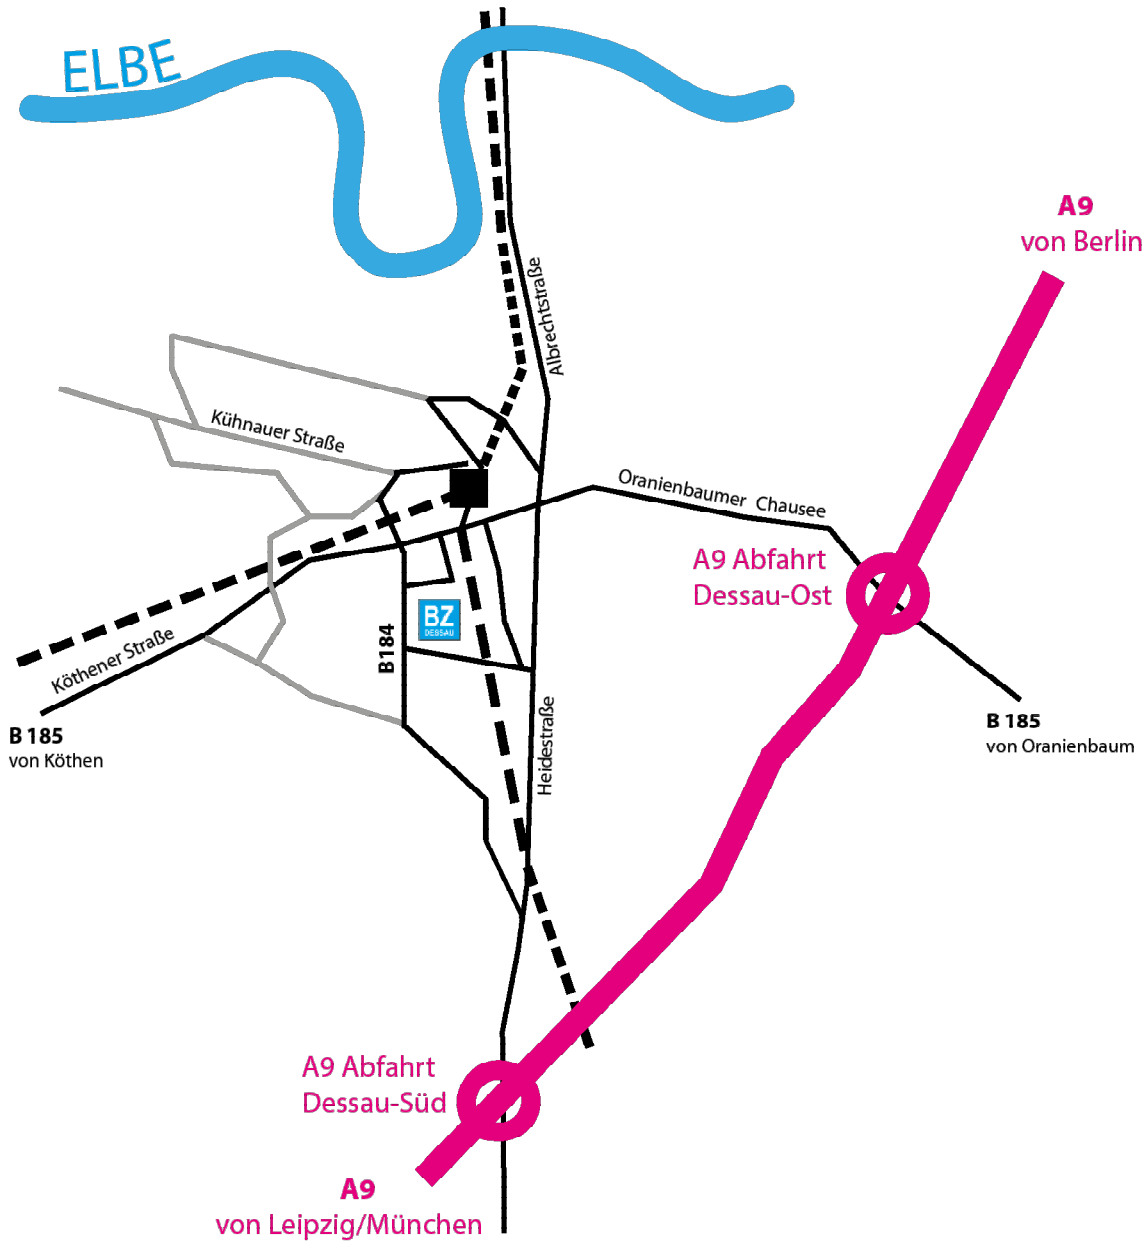 ELBE
A9
von Berlin
Albrechtstraße
Kühnauer Straße
Oranienbaumer Chausee
A9 Abfahrt
Dessau-Ost
BZ
DESSAU
Köthener Straße
B184
B 185
von Köthen
Heidestraße
B 185
von Oranienbaum
A9 Abfahrt
Dessau-Süd
A9
von Leipzig/München